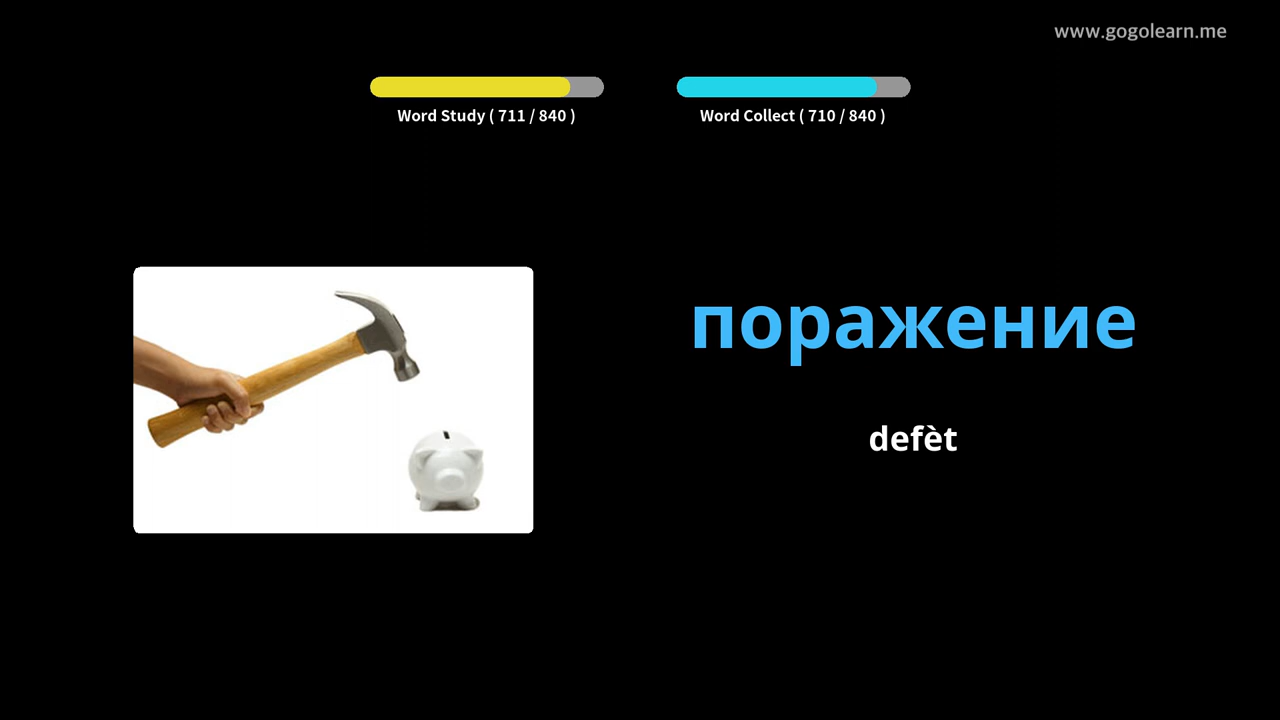 www.gogolearn.me
Word Study ( 711 / 840 )
Word Collect ( 710 / 840 )
поражение
defèt